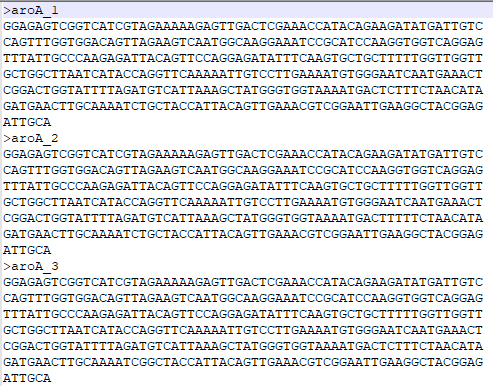 >aroA_1
GGAGAGTCGGTCATCGTAGAAAAAGAGTTGACTCGAAACCATACAGAAGATATGATTGTC
CAGTTTGGTGGACAGTTAGAAGTCAATGGCAAGGAAATCCGCATCCAAGGTGGTCAGGAG
TTTATTGCCCAAGAGATTACAGTTCCAGGAGATATTTCAAGTGCTGCTTTTTGGTTGGTT
GCTGGCTTAATCATACCAGGTTCAAAAATTGTCCTTGAAAATGTGGGAATCAATGAAACT
CGGACTGGTATTTTAGATGTCATTAAAGCTATGGGTGGTAAAATGACTCTTTCTAACATA
GATGAACTTGCAAAATCTGCTACCATTACAGTTGAAACGTCGGAATTGAAGGCTACGGAG
ATTGCA
>aroA_2
GGAGAGTCGGTCATCGTAGAAAAAGAGTTGACTCGAAACCATACAGAAGATATGATTGTC
CAGTTTGGTGGACAGTTAGAAGTCAATGGCAAGGAAATCCGCATCCAAGGTGGTCAGGAG
TTTATTGCCCAAGAGATTACAGTTCCAGGAGATATTTCAAGTGCTGCTTTTTGGTTGGTT
GCTGGCTTAATCATACCAGGTTCAAAAATTGTCCTTGAAAATGTGGGAATCAATGAAACT
CGGACTGGTATTTTAGATGTCATTAAAGCTATGGGTGGTAAAATGACTTTTTCTAACATA
GATGAACTTGCAAAATCTGCTACCATTACAGTTGAAACGTCGGAATTGAAGGCTACGGAG
ATTGCA
>aroA_3
GGAGAGTCGGTCATCGTAGAAAAAGAGTTGACTCGAAACCATACAGAAGATATGATTGTC
CAGTTTGGTGGACAGTTAGAAGTCAATGGCAAGGAAATCCGCATCCAAGGTGGTCAGGAG
TTTATTGCCCAAGAGATTACAGTTCCAGGAGATATTTCAAGTGCTGCTTTTTGGTTGGTT
GCTGGCTTAATCATACCAGGTTCAAAAATTGTCCTTGAAAATGTGGGAATCAATGAAACT
CGGACTGGTATTTTAGATGTCATTAAAGCTATGGGTGGTAAAATGACTCTTTCTAACATA
GATGAACTTGCAAAATCGGCTACCATTACAGTTGAAACGTCGGAATTGAAGGCTACGGAG
ATTGCA